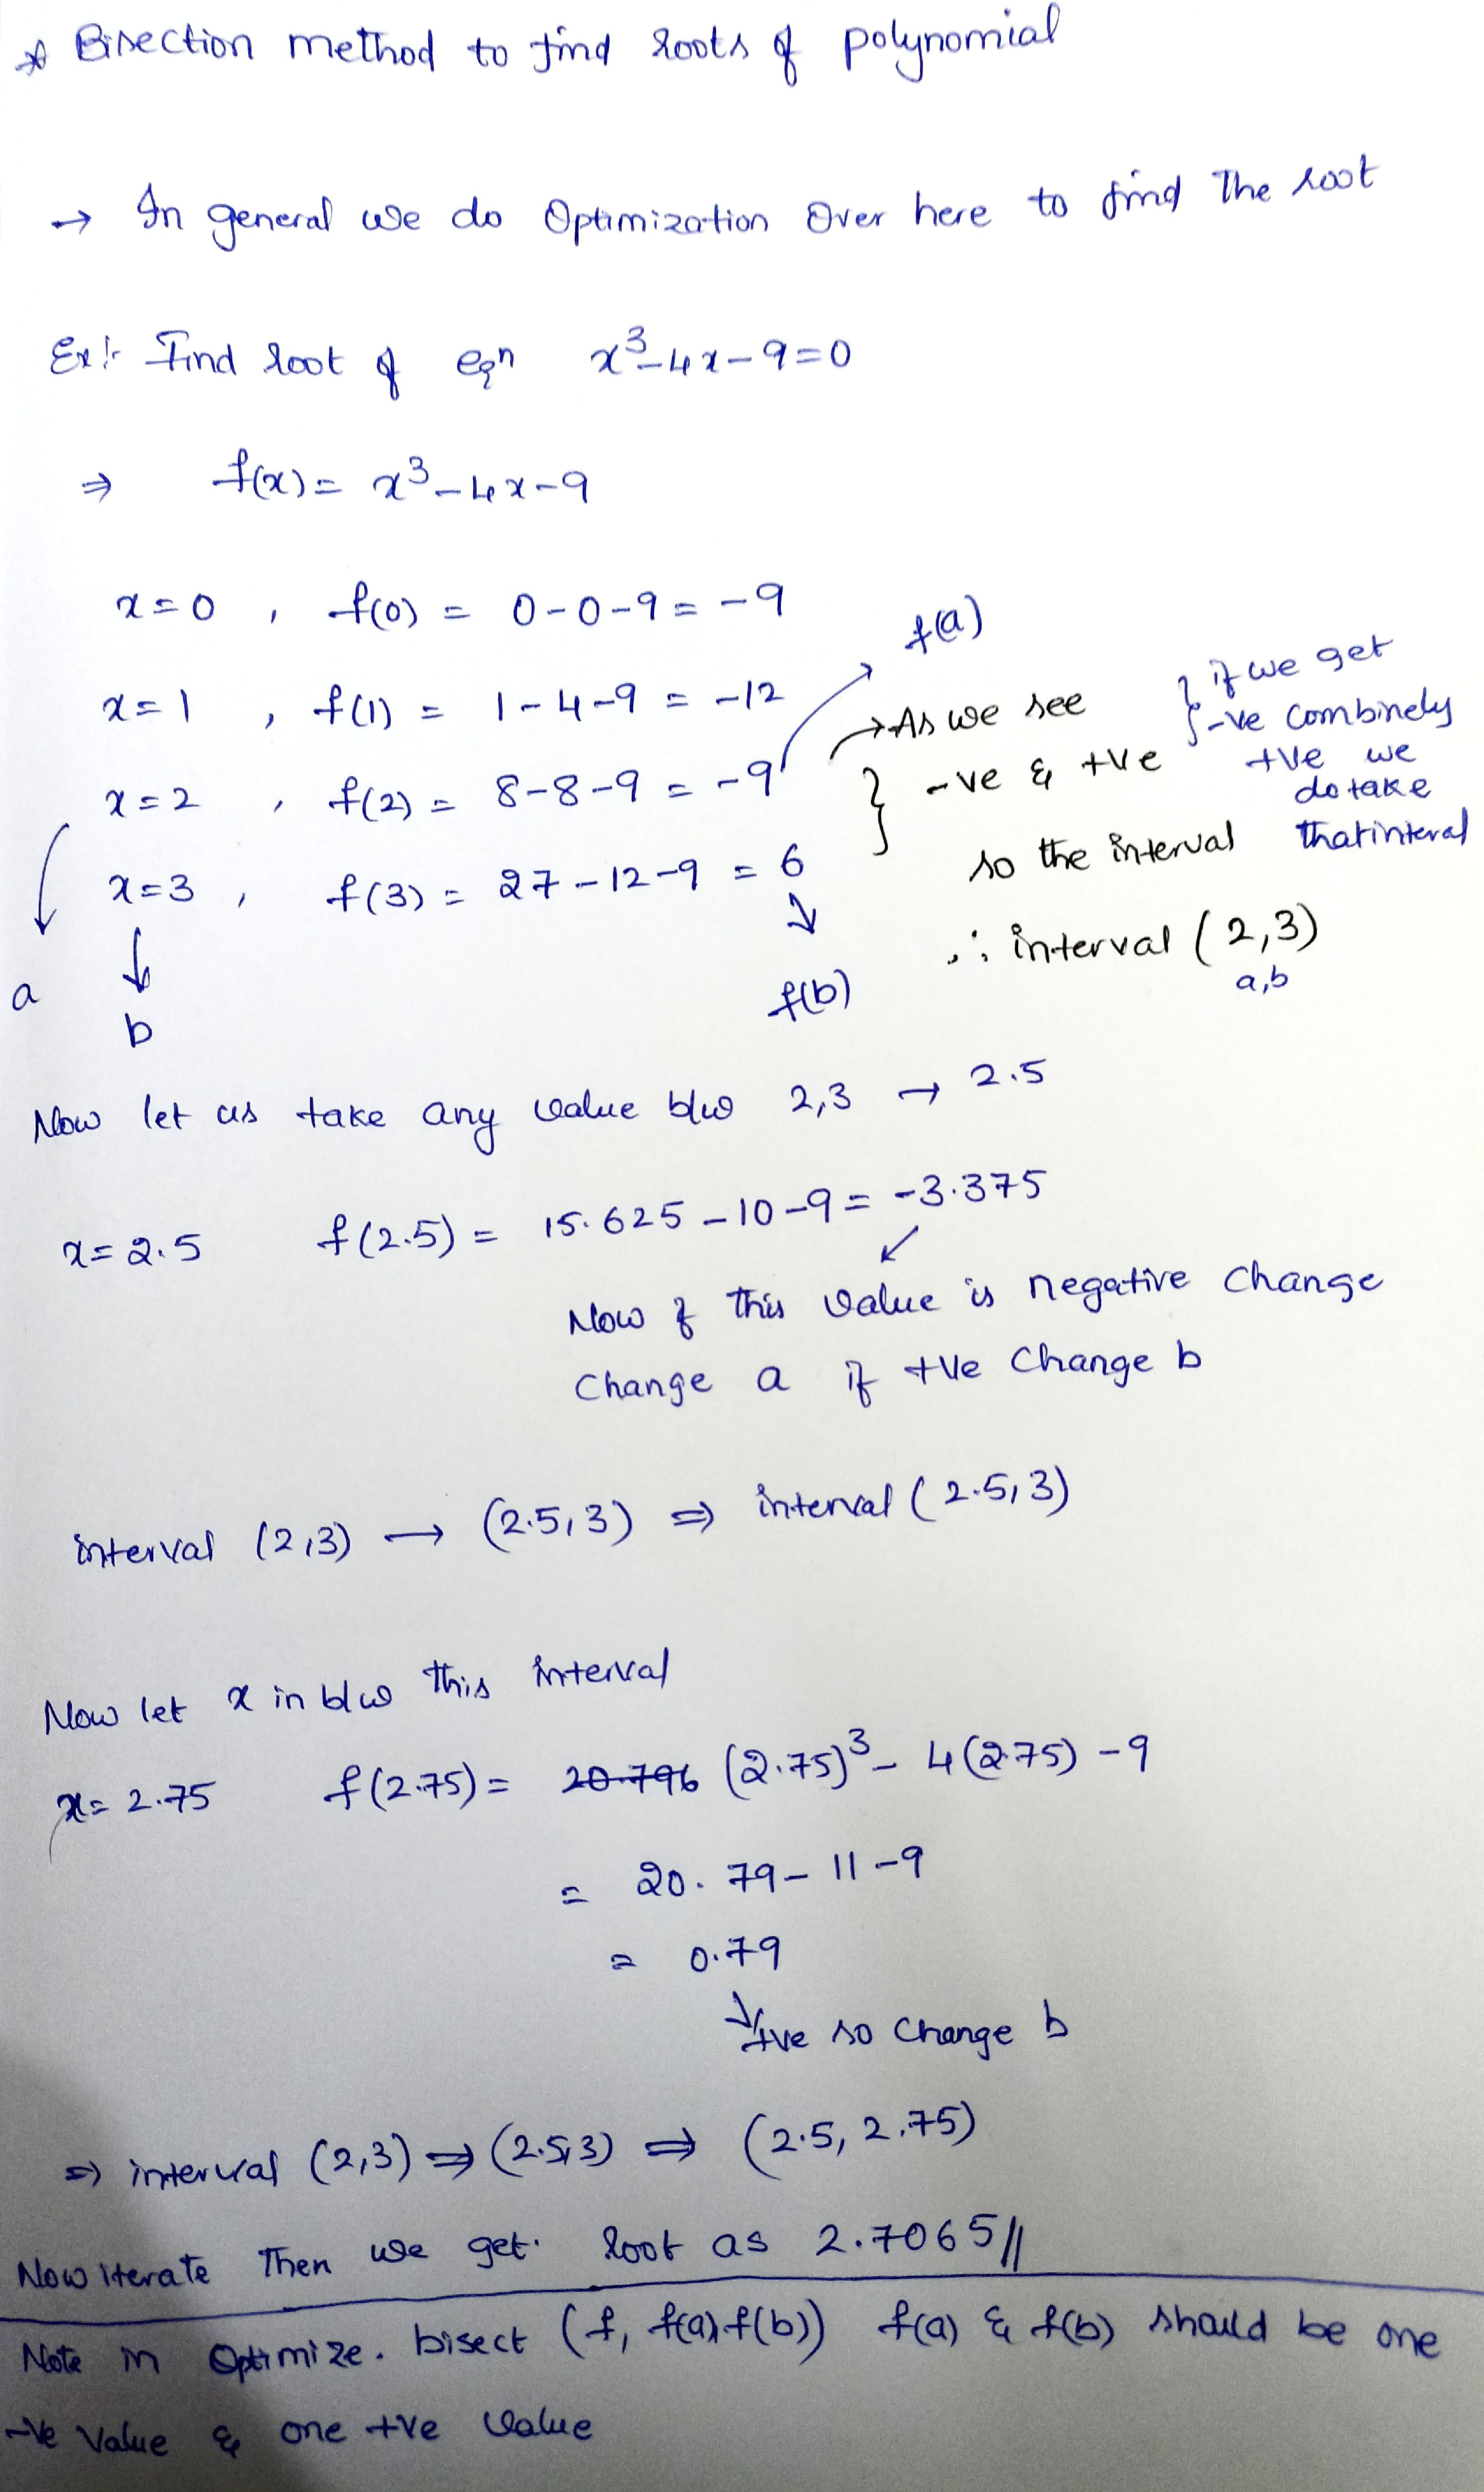 * Bisection method to find roots of polynomial
→ In general we do Optimization over here to find The root
Ex:- Find root of eqn x³-4x-9=0
⇒ f(x) = x³-4x-9
x=0 , f(0) = 0-0-9 = -9
f(a)
x=1 , f(1) = 1-4-9 = -12
x=2 , f(2) = 8-8-9 = -9
x=3 , f(3) = 27-12-9 = 6
→As we see
} -ve & +ve
so the interval
∴ interval (2,3)
a,b
} if we get
-ve combinely
+ve we
do take
that interval
a
b
f(b)
Now let us take any value b/w 2,3 → 2.5
x=2.5 f(2.5) = 15.625-10-9 = -3.375
Now if this value is negative change
change a if +ve change b
interval (2,3) → (2.5,3) ⇒ interval (2.5,3)
Now let x in b/w this interval
x= 2.75 f(2.75) = 20.796 (2.75)³- 4(2.75) -9
= 20.79-11-9
= 0.79
+ve so change b
⇒ interval (2,3) ⇒ (2.5,3) ⇒ (2.5, 2.75)
Now iterate Then we get. Root as 2.7065//
Note in Optimize. bisect (f, f(a),f(b)) f(a) & f(b) should be one
-ve value & one +ve value